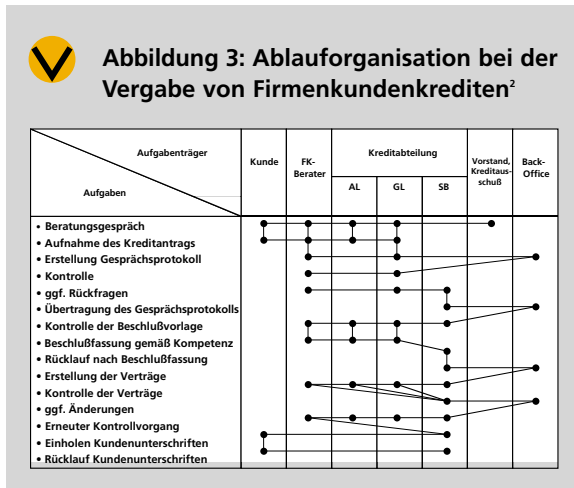 Abbildung 3: Ablauforganisation bei der
Vergabe von Firmenkundenkrediten²
Aufgabenträger
Aufgaben
Kunde
FK-
Berater
Kreditabteilung
AL
GL
SB
Vorstand,
Kreditaus-
schuß
Back-
Office
• Beratungsgespräch
• Aufnahme des Kreditantrags
• Erstellung Gesprächsprotokoll
• Kontrolle
• ggf. Rückfragen
• Übertragung des Gesprächsprotokolls
• Kontrolle der Beschlußvorlage
• Beschlußfassung gemäß Kompetenz
• Rücklauf nach Beschlußfassung
• Erstellung der Verträge
• Kontrolle der Verträge
• ggf. Änderungen
• Erneuter Kontrollvorgang
• Einholen Kundenunterschriften
• Rücklauf Kundenunterschriften